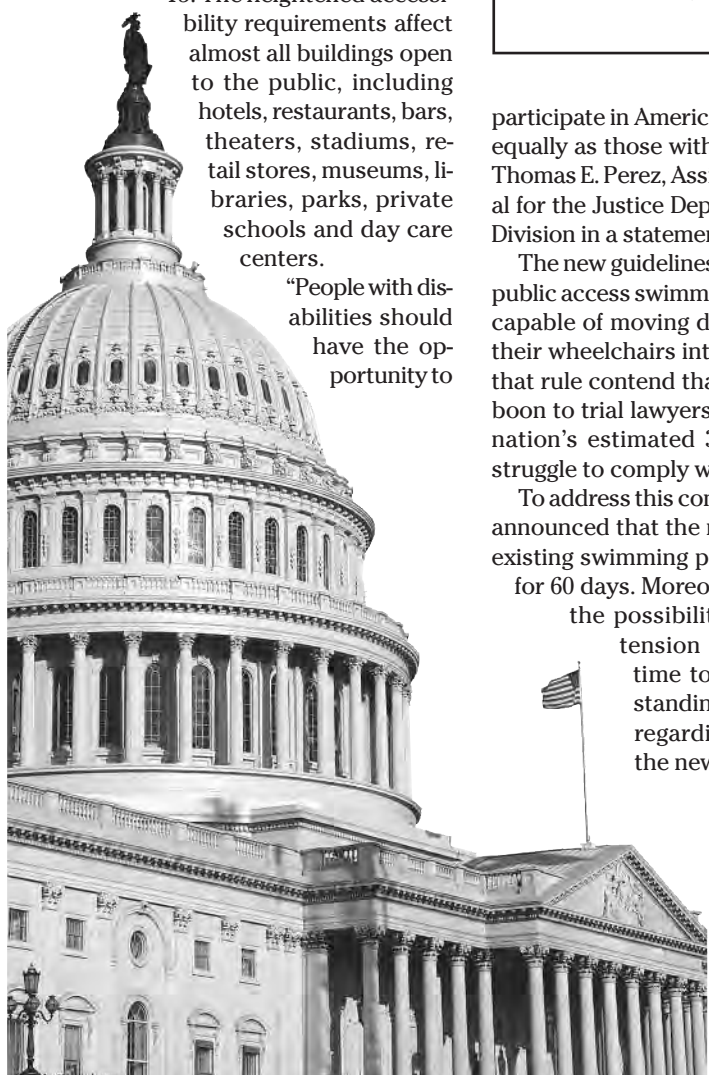 bility requirements affect
almost all buildings open
to the public, including
hotels, restaurants, bars,
theaters, stadiums, re-
tail stores, museums, li-
braries, parks, private
schools and day care
centers.
“People with dis-
abilities should
have the op-
portunity to
participate in Americ
equally as those with
Thomas E. Perez, Assi
al for the Justice Dep
Division in a statemen
The new guidelines
public access swimm
capable of moving d
their wheelchairs int
that rule contend tha
boon to trial lawyers
nation’s estimated 3
struggle to comply w
To address this con
announced that the r
existing swimming p
for 60 days. Moreo
the possibilit
tension
time to
standin
regardi
the new